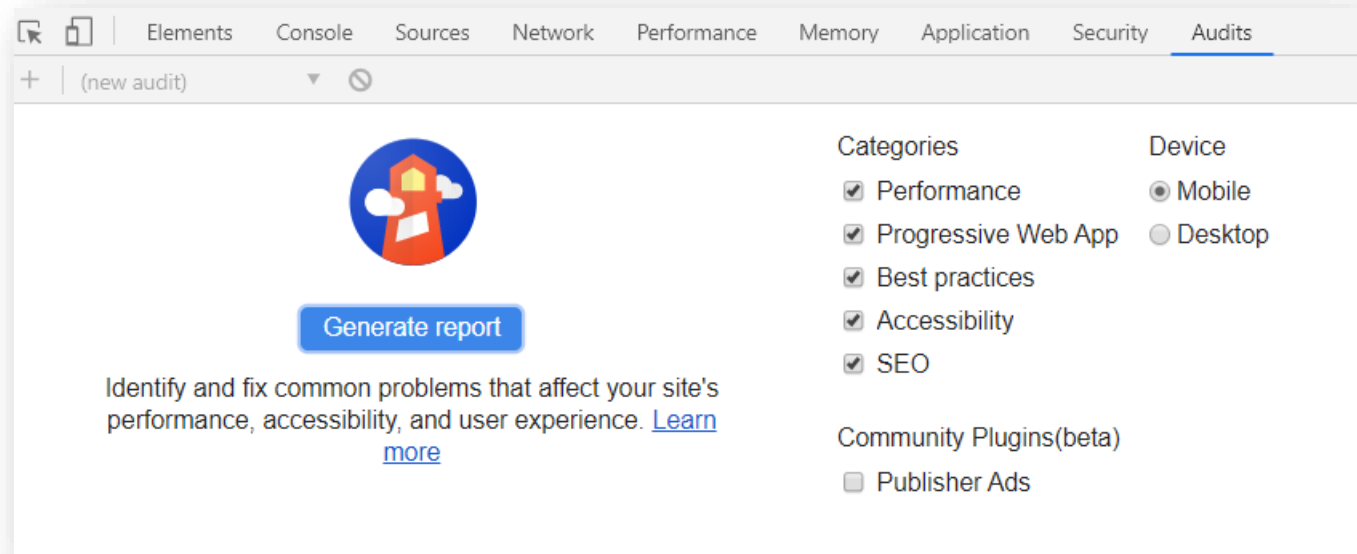 Elements Console Sources Network Performance Memory Application Security Audits
(new audit)
Generate report
Identify and fix common problems that affect your site's
performance, accessibility, and user experience. Learn
more
Categories
Performance
Progressive Web App
Best practices
Accessibility
SEO
Device
Mobile
Desktop
Community Plugins(beta)
Publisher Ads